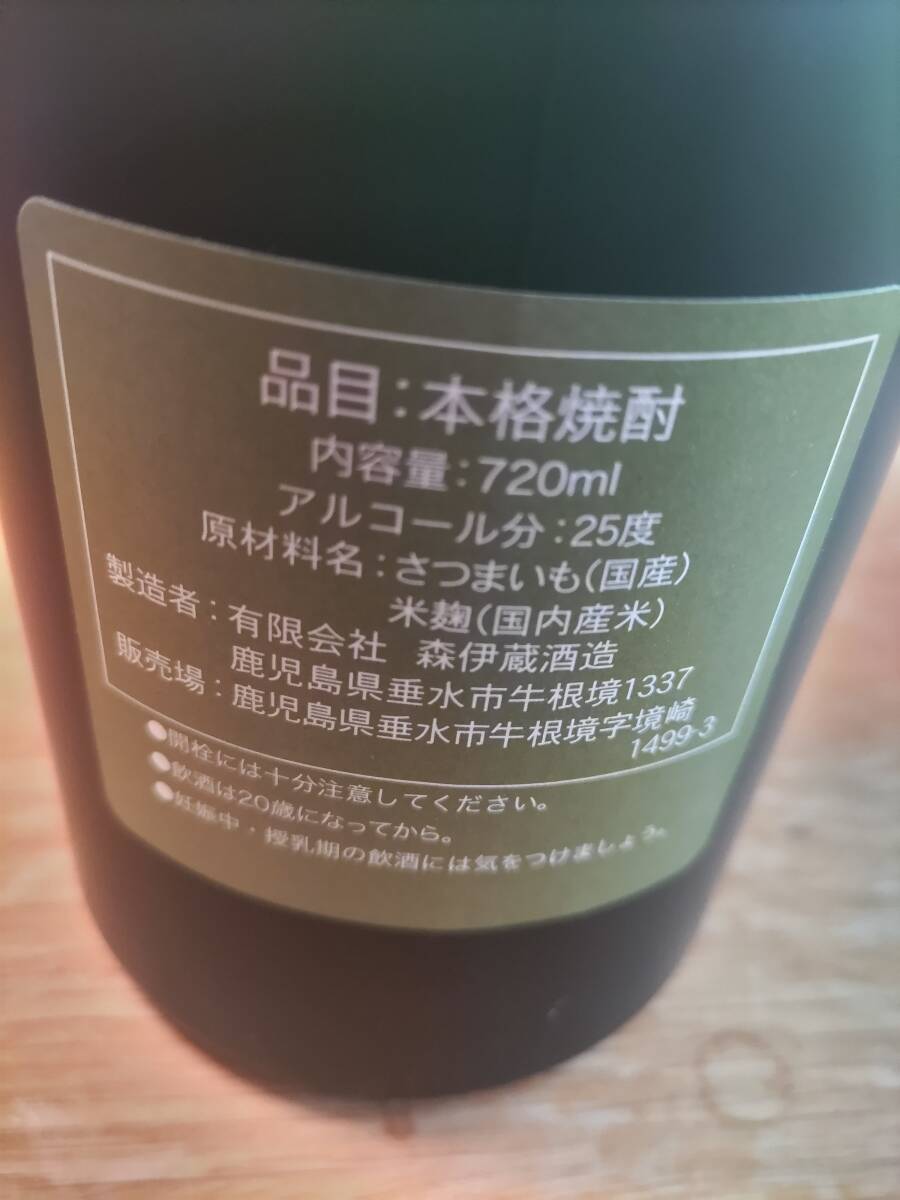 品目:本格焼酎
内容量:720ml
アルコール分:25度
原材料名:さつまいも(国産)
米麹(国内産米)
製造者:有限会社 森伊蔵酒造
鹿児島県垂水市牛根境1337
販売場:鹿児島県垂水市牛根境字境崎
1499-3
●開栓には十分注意してください。
●飲酒は20歳になってから。
●妊娠中・授乳期の飲酒には気をつけましょう。